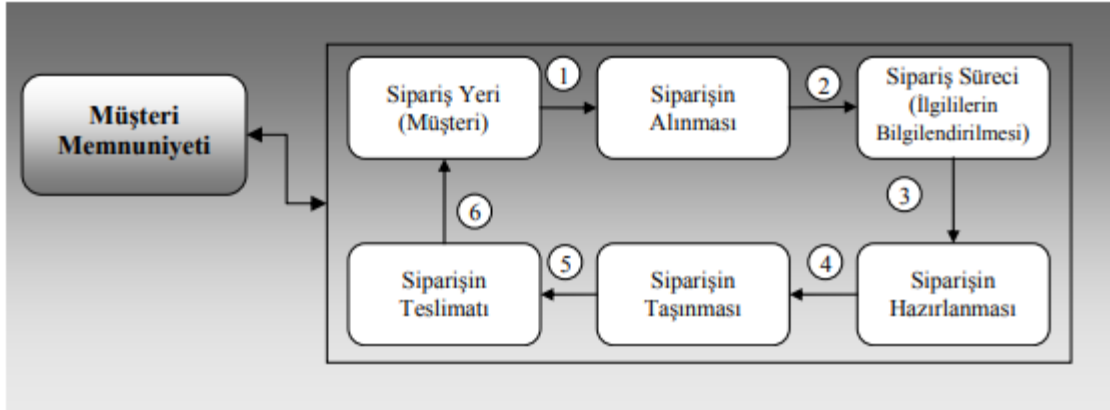 Müşteri
Memnuniyeti
Sipariş Yeri
(Müşteri)
1
Siparişin
Alınması
2
Sipariş Süreci
(İlgililerin
Bilgilendirilmesi)
3
Siparişin
Hazırlanması
4
Siparişin
Taşınması
5
Siparişin
Teslimatı
6